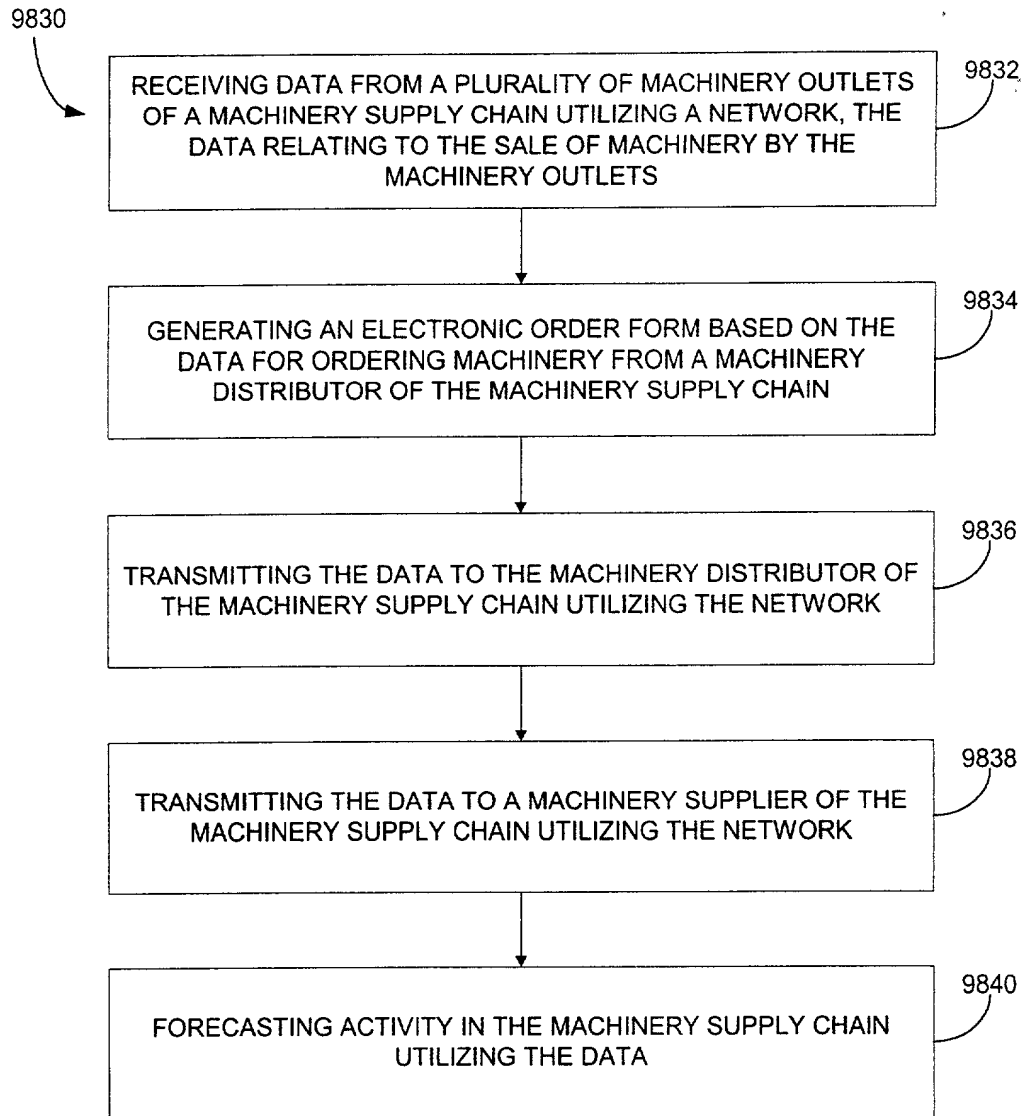 9830
RECEIVING DATA FROM A PLURALITY OF MACHINERY OUTLETS
OF A MACHINERY SUPPLY CHAIN UTILIZING A NETWORK, THE
DATA RELATING TO THE SALE OF MACHINERY BY THE
MACHINERY OUTLETS
9832
GENERATING AN ELECTRONIC ORDER FORM BASED ON THE
DATA FOR ORDERING MACHINERY FROM A MACHINERY
DISTRIBUTOR OF THE MACHINERY SUPPLY CHAIN
9834
TRANSMITTING THE DATA TO THE MACHINERY DISTRIBUTOR OF
THE MACHINERY SUPPLY CHAIN UTILIZING THE NETWORK
9836
TRANSMITTING THE DATA TO A MACHINERY SUPPLIER OF THE
MACHINERY SUPPLY CHAIN UTILIZING THE NETWORK
9838
FORECASTING ACTIVITY IN THE MACHINERY SUPPLY CHAIN
UTILIZING THE DATA
9840